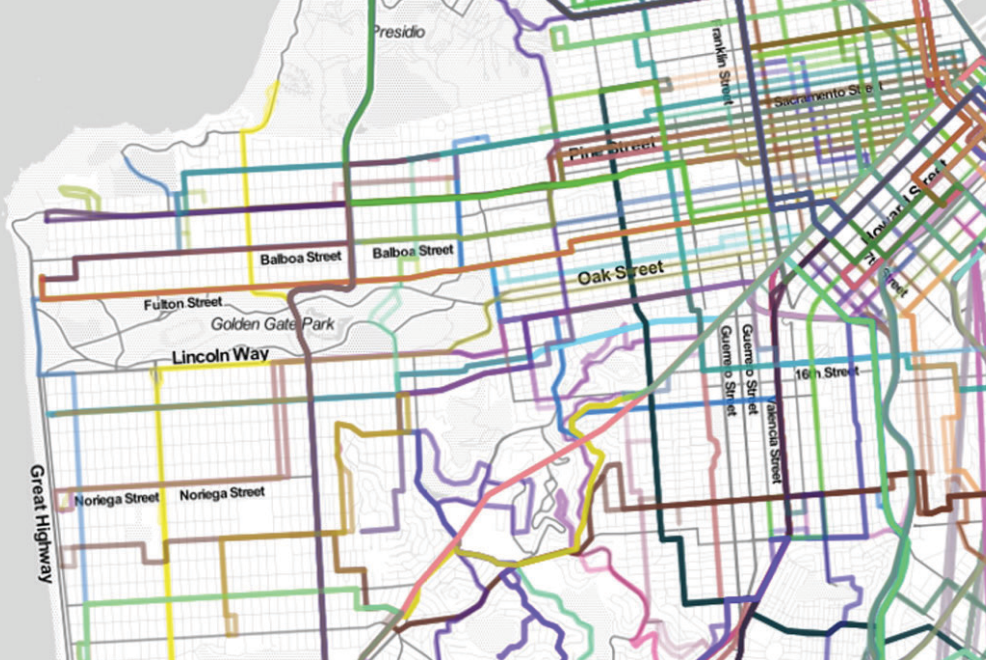 Presidio
Franklin Street
Sacramento Street
Pine Street
Howard Street
7th Street
Balboa Street
Balboa Street
Oak Street
Fulton Street
Golden Gate Park
Lincoln Way
Guerrero Street
Guerrero Street
16th Street
Valencia Street
Great Highway
Noriega Street
Noriega Street